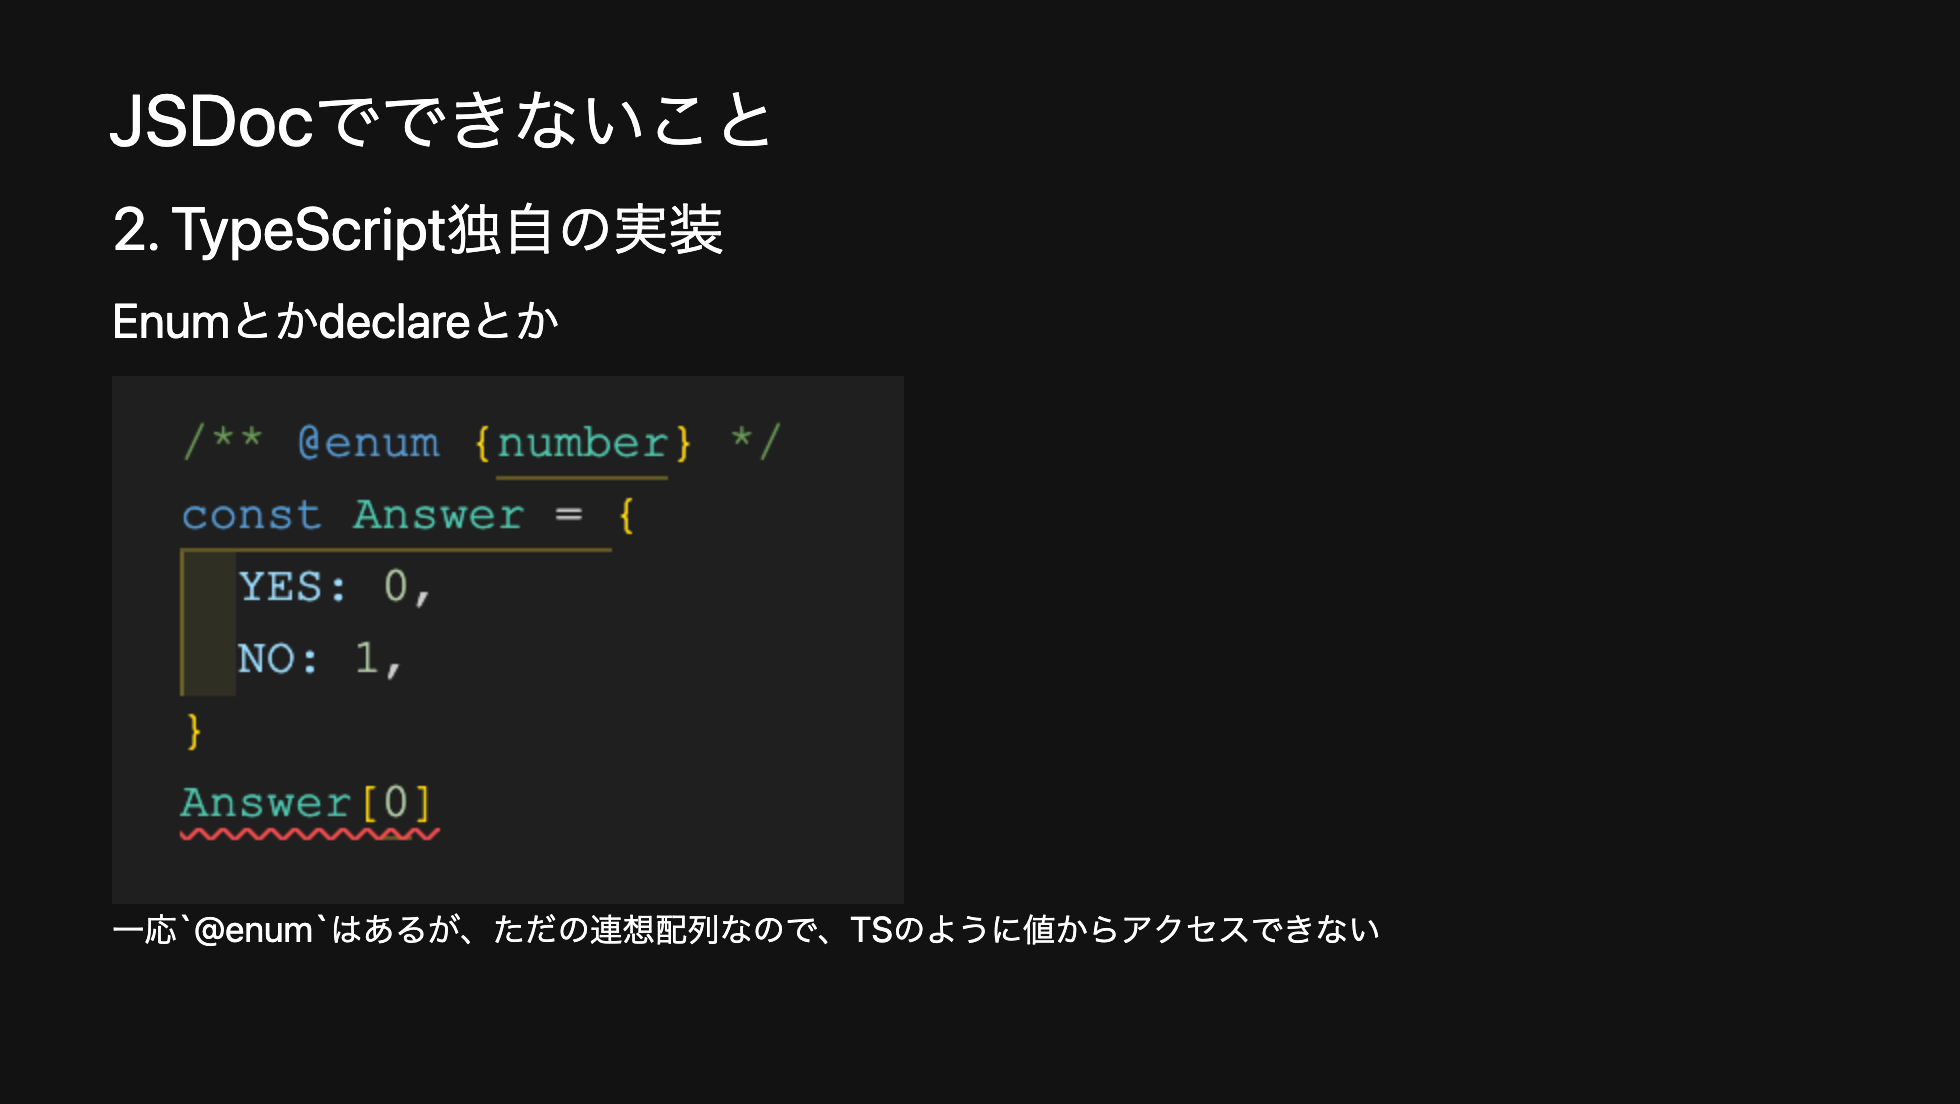 JSDocでできないこと
2. TypeScript独自の実装
Enumとかdeclareとか
/** @enum {number} */
const Answer = {
YES: 0,
NO: 1,
}
Answer[0]
一応`@enum`はあるが、ただの連想配列なので、TSのように値からアクセスできない